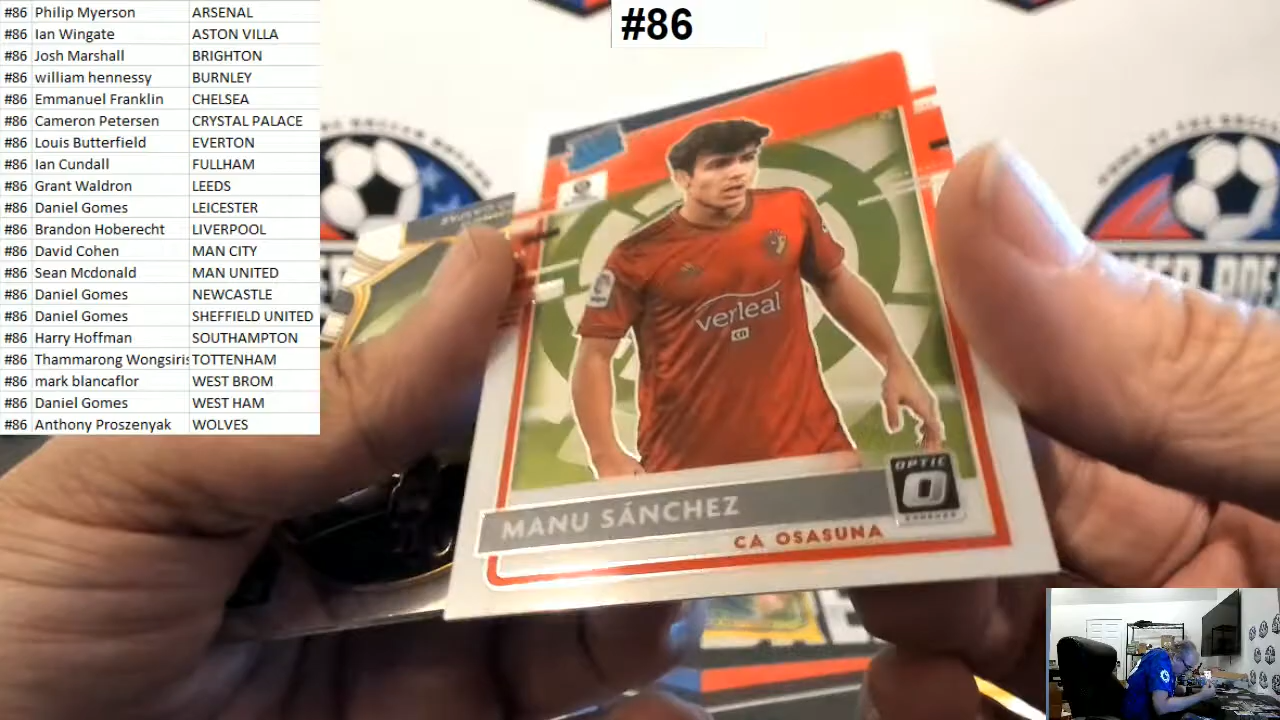 #86 Philip Myerson ARSENAL
#86 Ian Wingate ASTON VILLA
#86 Josh Marshall BRIGHTON
#86 william hennessy BURNLEY
#86 Emmanuel Franklin CHELSEA
#86 Cameron Petersen CRYSTAL PALACE
#86 Louis Butterfield EVERTON
#86 Ian Cundall FULLHAM
#86 Grant Waldron LEEDS
#86 Daniel Gomes LEICESTER
#86 Brandon Hoberecht LIVERPOOL
#86 David Cohen MAN CITY
#86 Sean Mcdonald MAN UNITED
#86 Daniel Gomes NEWCASTLE
#86 Daniel Gomes SHEFFIELD UNITED
#86 Harry Hoffman SOUTHAMPTON
#86 Thammarong Wongsiris TOTTENHAM
#86 mark blancaflor WEST BROM
#86 Daniel Gomes WEST HAM
#86 Anthony Proszenyak WOLVES
#86
verleal
OPTIC
MANU SÁNCHEZ
CA OSASUNA